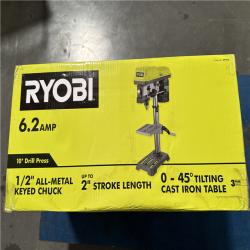 RYOBI
6.2 AMP
10" Drill Press
1/2" ALL-METAL
KEYED CHUCK
UP TO
2" STROKE LENGTH
0 - 45° TILTING
CAST IRON TABLE
RYOBI